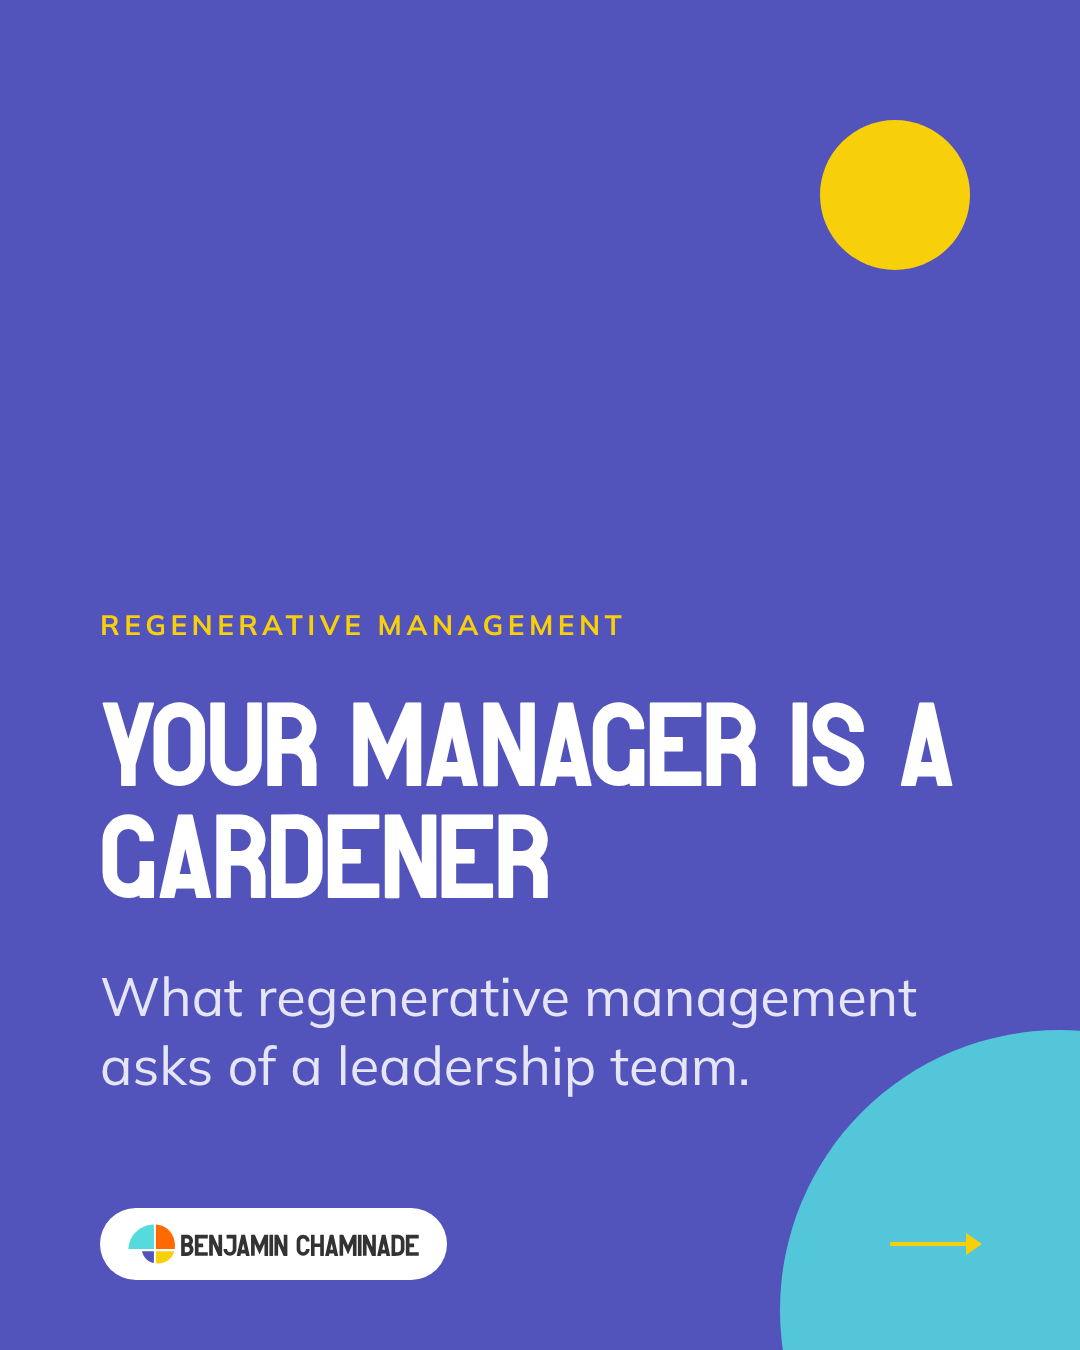 REGENERATIVE MANAGEMENT
YOUR MANAGER IS A
GARDENER
What regenerative management
asks of a leadership team.
BENJAMIN CHAMINADE